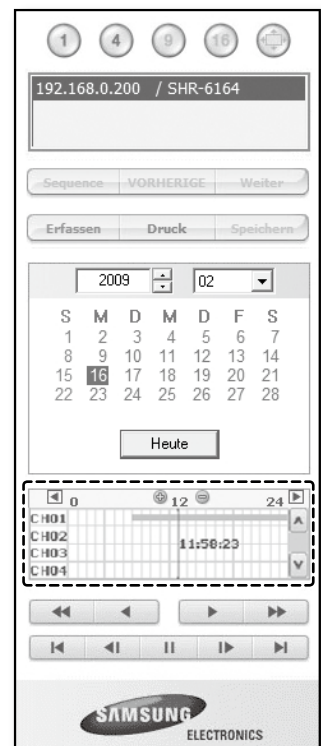 1 4 9 16
192.168.0.200 / SHR-6164
Sequence VORHERIGE Weiter
Erfassen Druck Speichern
2009 02
S M D M D F S
1 2 3 4 5 6 7
8 9 10 11 12 13 14
15 16 17 18 19 20 21
22 23 24 25 26 27 28
Heute
0 12 24
CH01
CH02
11:58:23
CH03
CH04
SAMSUNG
ELECTRONICS